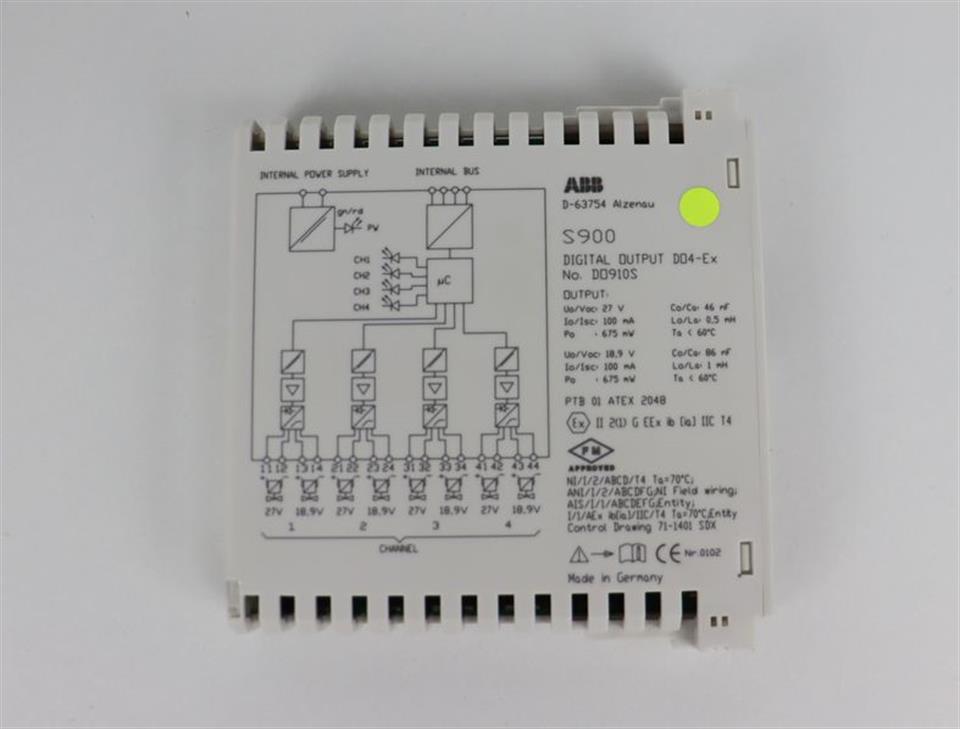 INTERNAL POWER SUPPLY INTERNAL BUS
gn/rd
PW
CH1
CH2
CH3
CH4
µC
11 12 13 14 21 22 23 24 31 32 33 34 41 42 43 44
27V 18,9V 27V 18,9V 27V 18,9V 27V 18,9V
1 2 3 4
CHANNEL
ABB
D-63754 Alzenau
S900
DIGITAL OUTPUT DO4-Ex
No. DO910S
OUTPUT:
Uo/Voc: 27 V Co/Ca: 46 nF
Io/Isc: 100 mA Lo/La: 0,5 mH
Po : 675 mW Ta < 60°C
Uo/Voc: 18,9 V Co/Ca: 86 nF
Io/Isc: 100 mA Lo/La: 1 mH
Po : 675 mW Ta < 60°C
PTB 01 ATEX 2048
Ex II 2(1) G EEx ib [ia] IIC T4
FM
APPROVED
NI/I/2/ABCD/T4 Ta=70°C;
ANI/I/2/ABCDFG;NI Field wiring;
AIS/I/1/ABCDEFG;Entity;
I/1/AEx ib[ia]/IIC/T4 Ta=70°C;Entity
Control Drawing 71-1401 SDX
CE Nr.0102
Made in Germany